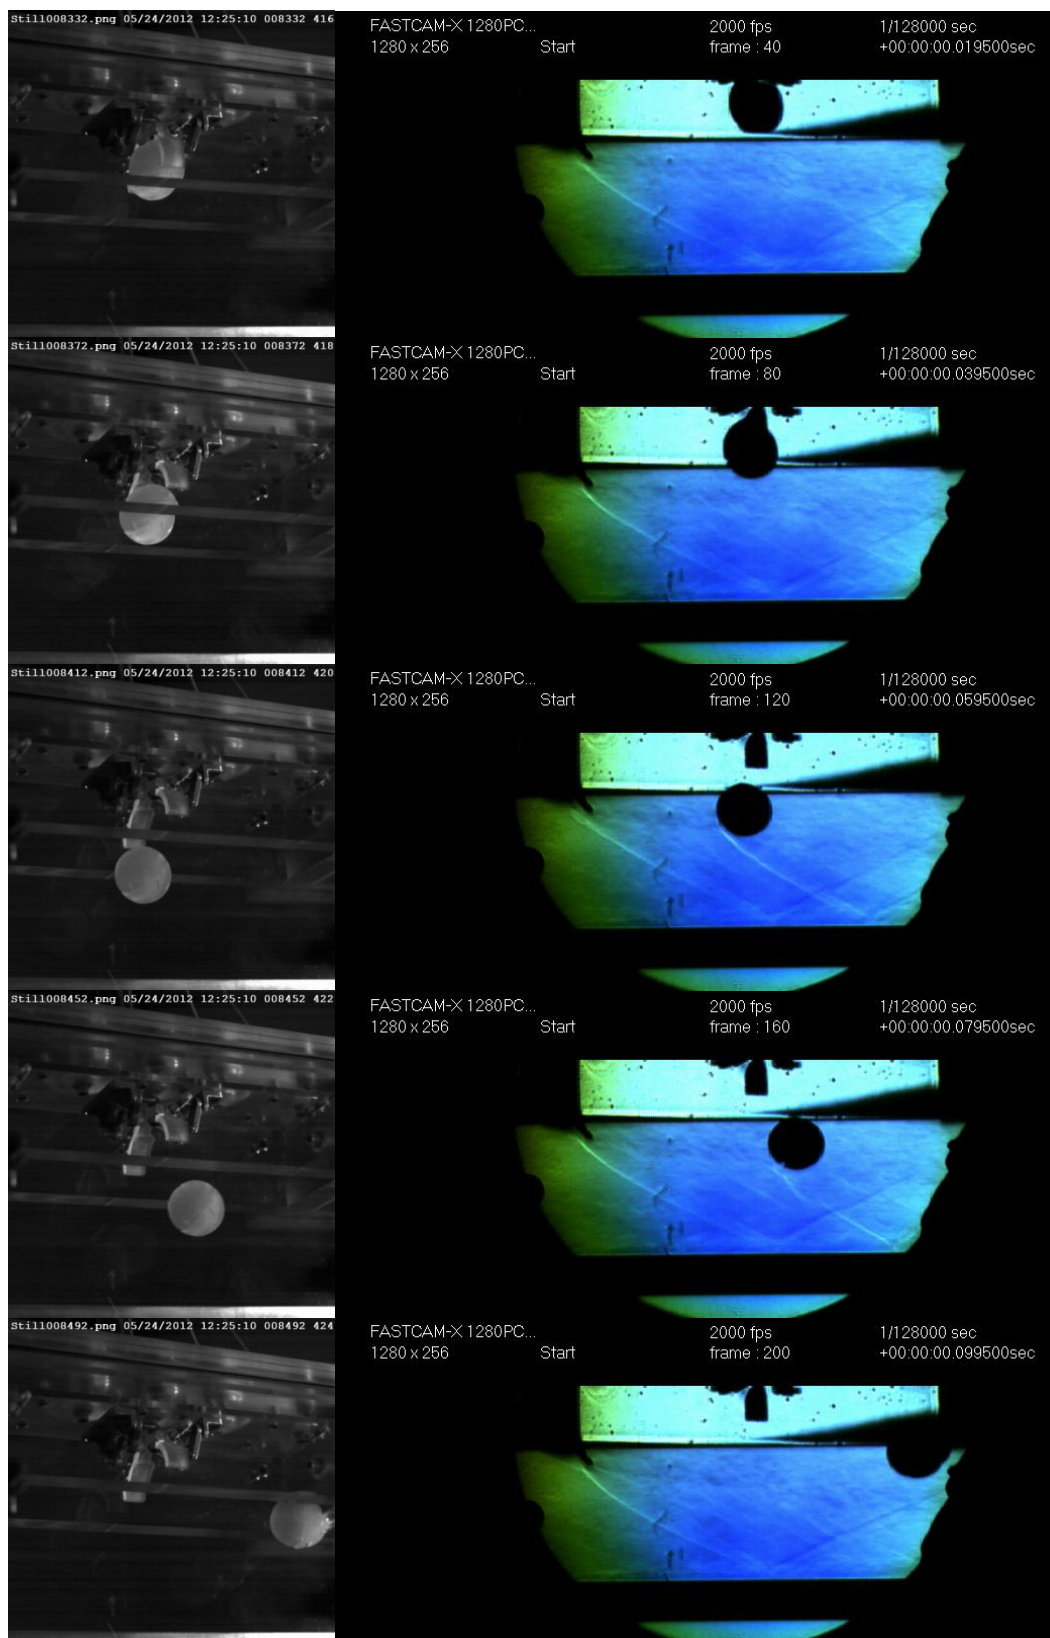 Still008332.png 05/24/2012 12:25:10 008332 416
FASTCAM-X 1280PC... 2000 fps 1/128000 sec
1280 x 256 Start frame : 40 +00:00:00.019500sec
Still008372.png 05/24/2012 12:25:10 008372 418
FASTCAM-X 1280PC... 2000 fps 1/128000 sec
1280 x 256 Start frame : 80 +00:00:00.039500sec
Still008412.png 05/24/2012 12:25:10 008412 420
FASTCAM-X 1280PC... 2000 fps 1/128000 sec
1280 x 256 Start frame : 120 +00:00:00.059500sec
Still008452.png 05/24/2012 12:25:10 008452 422
FASTCAM-X 1280PC... 2000 fps 1/128000 sec
1280 x 256 Start frame : 160 +00:00:00.079500sec
Still008492.png 05/24/2012 12:25:10 008492 424
FASTCAM-X 1280PC... 2000 fps 1/128000 sec
1280 x 256 Start frame : 200 +00:00:00.099500sec